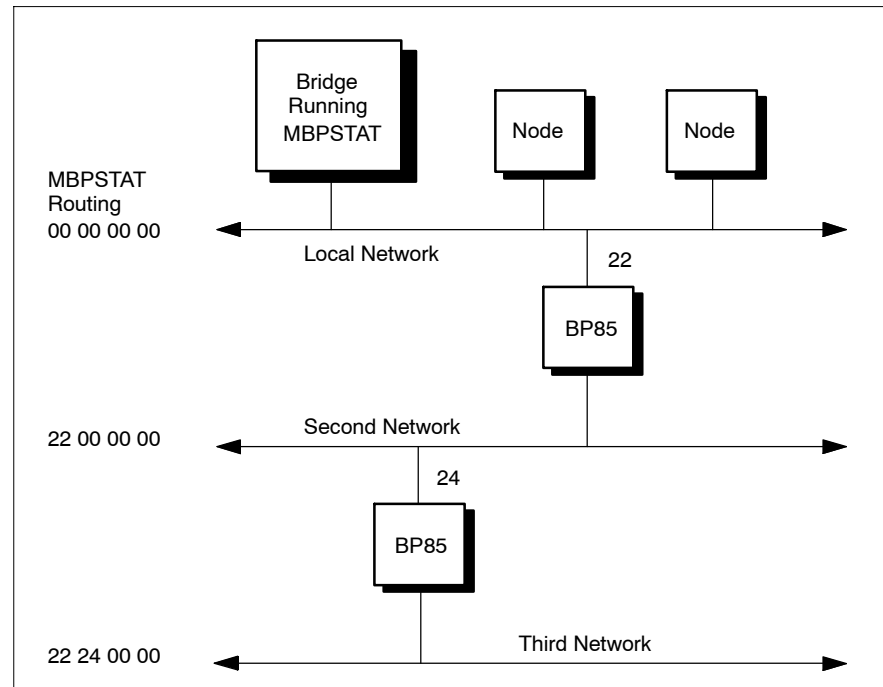 Bridge
Running
MBPSTAT
Node
Node
MBPSTAT
Routing
00 00 00 00
Local Network
22
BP85
22 00 00 00
Second Network
24
BP85
22 24 00 00
Third Network